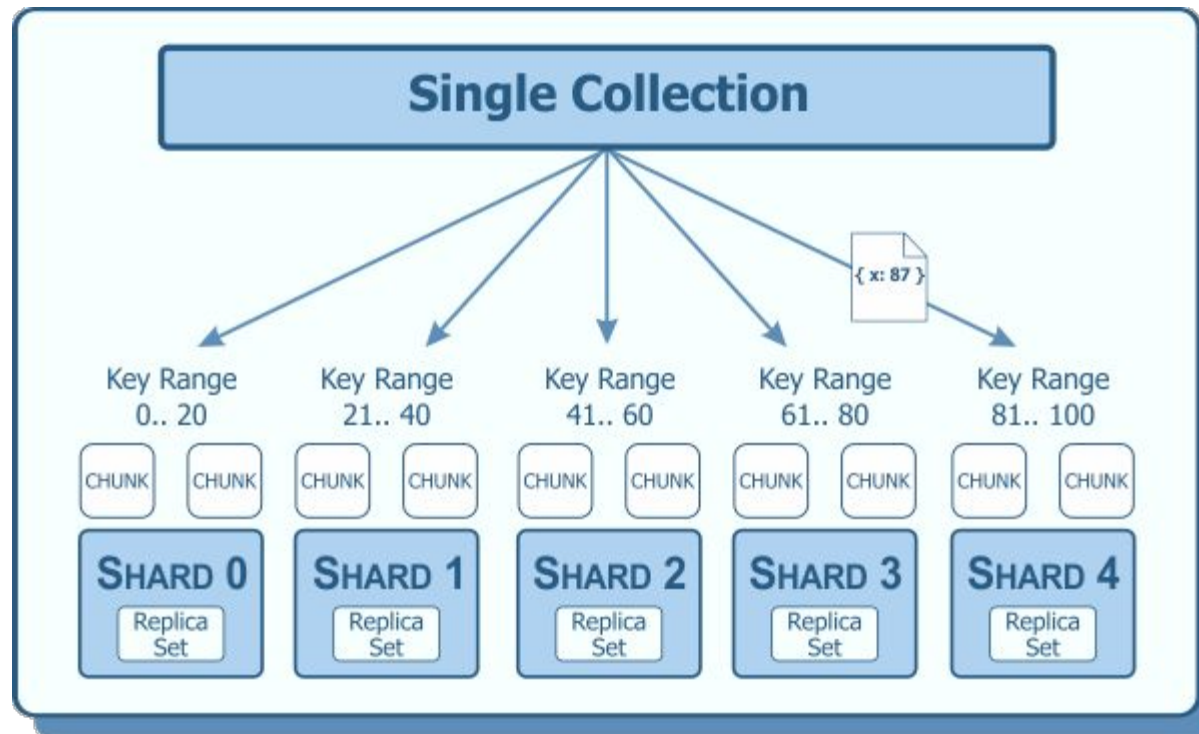 Single Collection
{ x: 87 }
Key Range
0.. 20
Key Range
21.. 40
Key Range
41.. 60
Key Range
61.. 80
Key Range
81.. 100
CHUNK
CHUNK
CHUNK
CHUNK
CHUNK
CHUNK
CHUNK
CHUNK
CHUNK
CHUNK
SHARD 0
Replica
Set
SHARD 1
Replica
Set
SHARD 2
Replica
Set
SHARD 3
Replica
Set
SHARD 4
Replica
Set